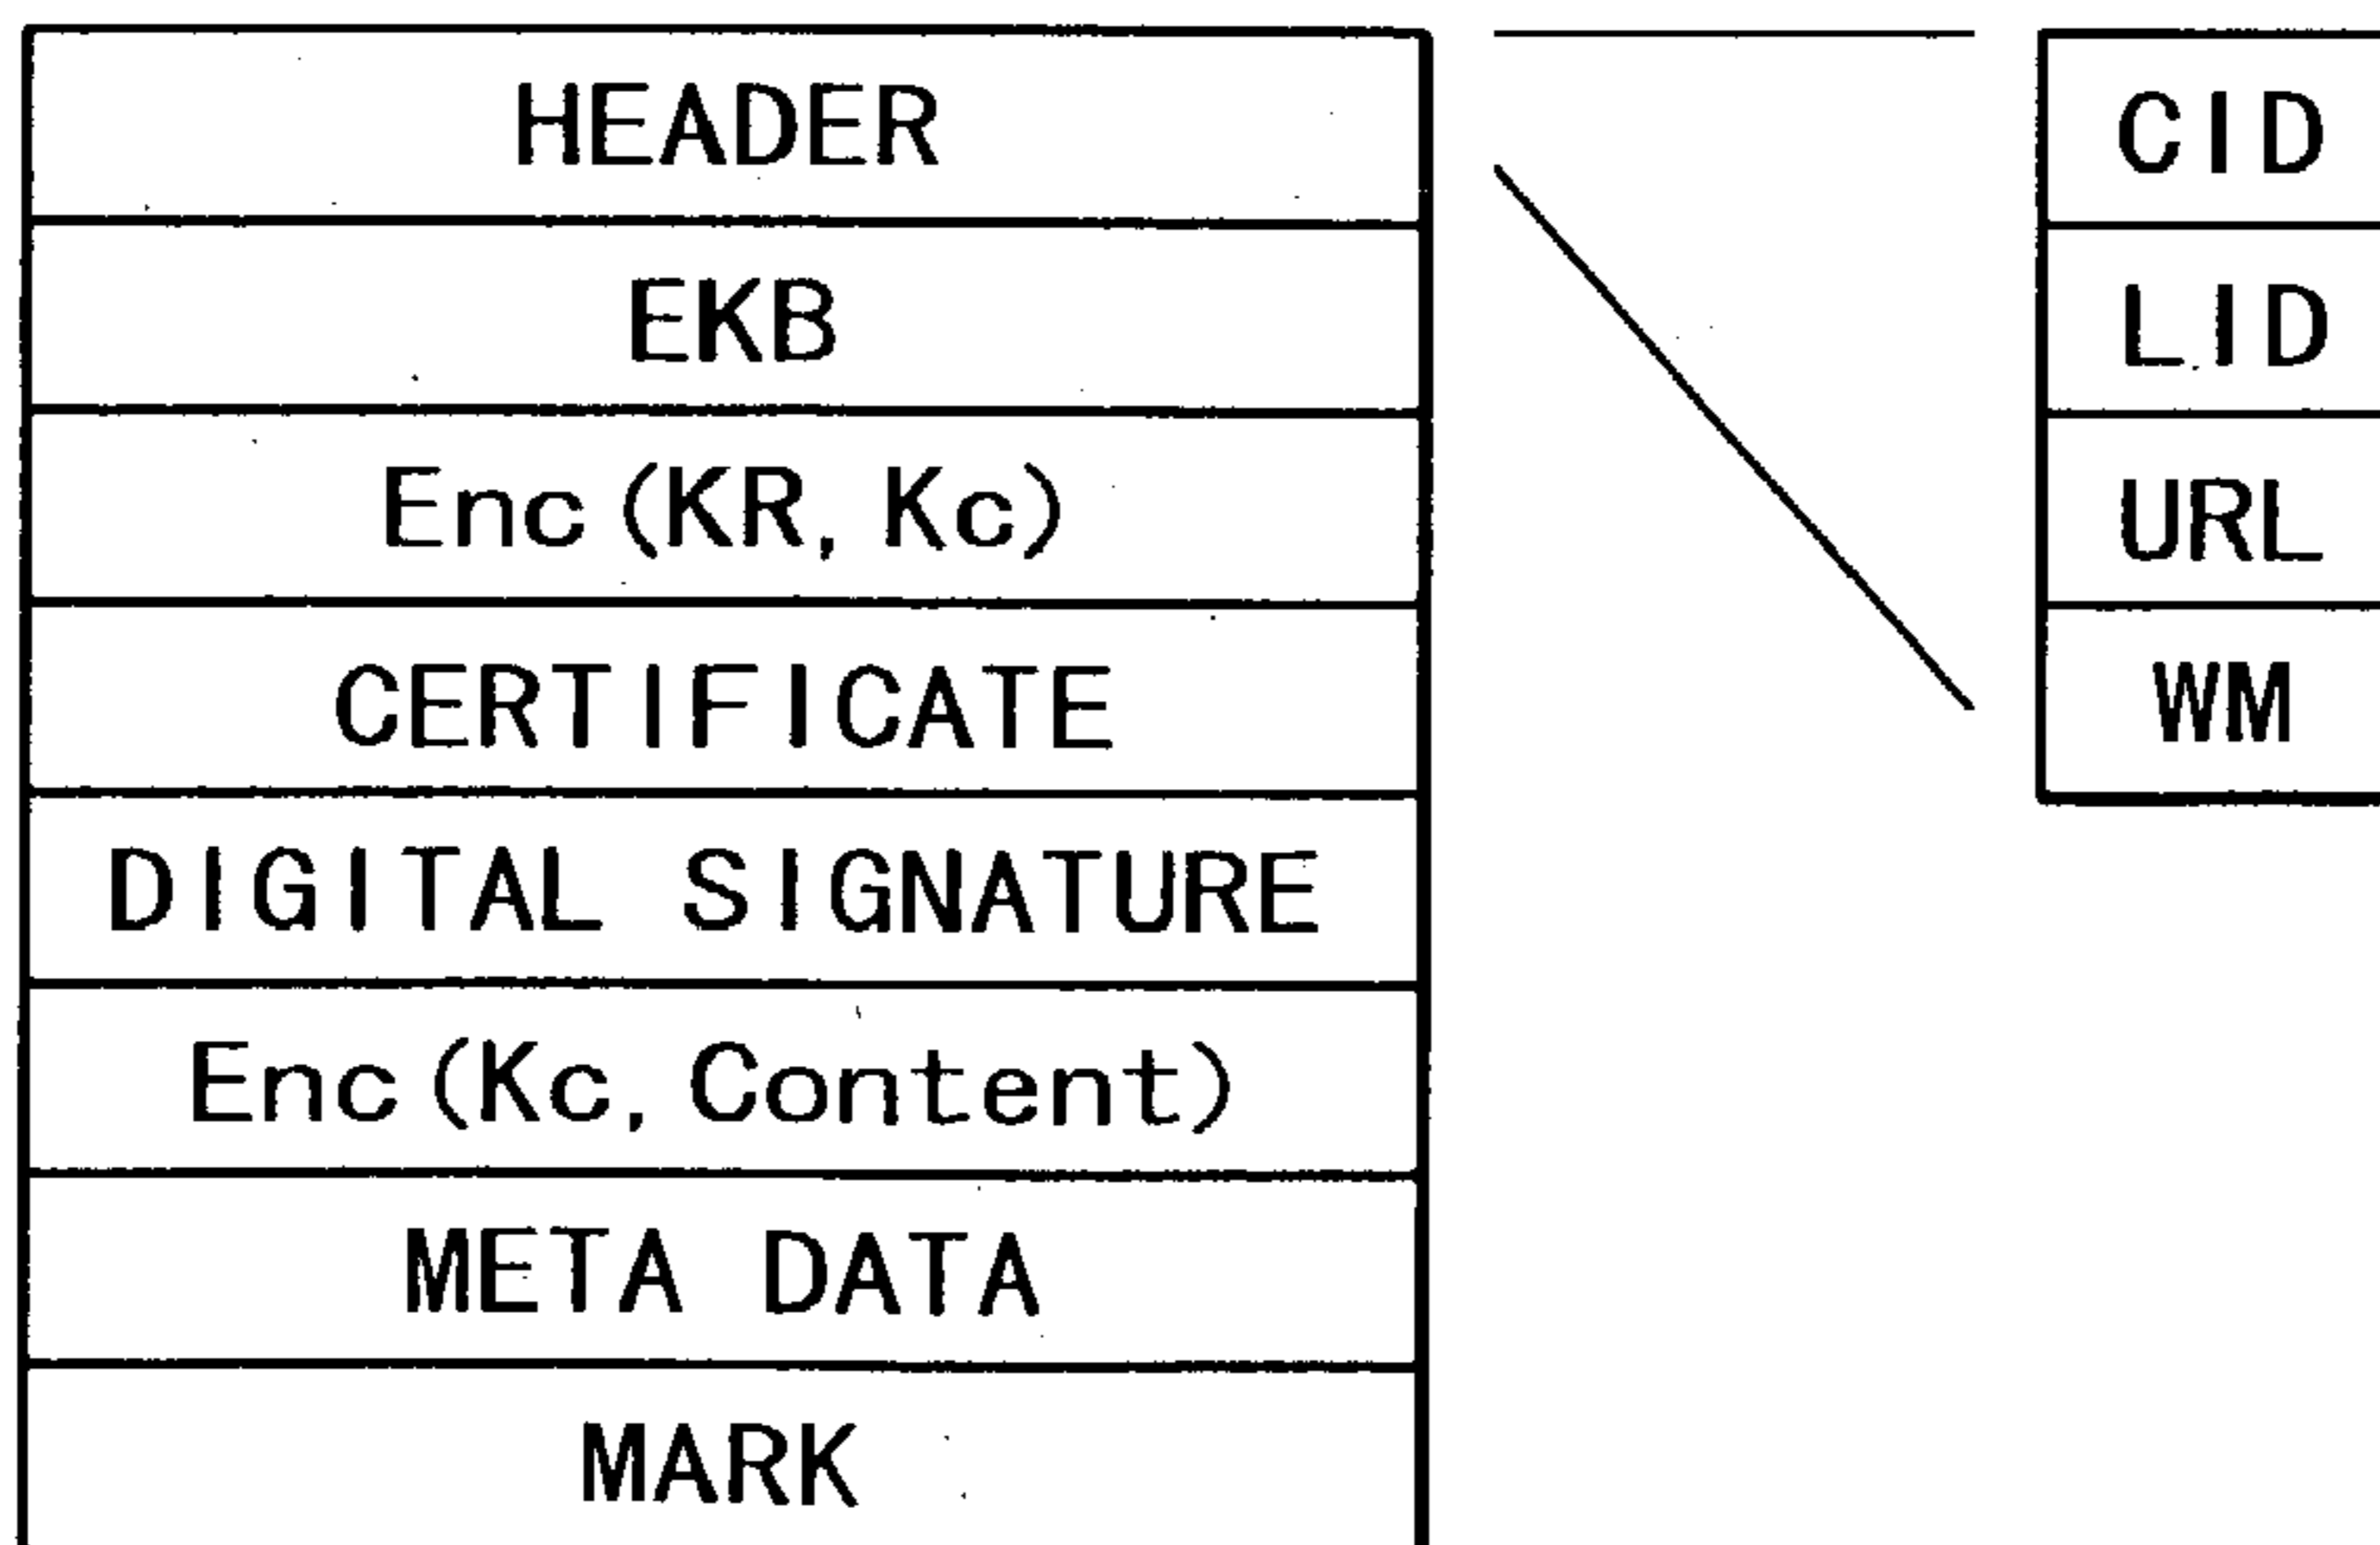 HEADER
EKB
Enc(KR, Kc)
CERTIFICATE
DIGITAL SIGNATURE
Enc(Kc, Content)
META DATA
MARK
CID
LID
URL
WM